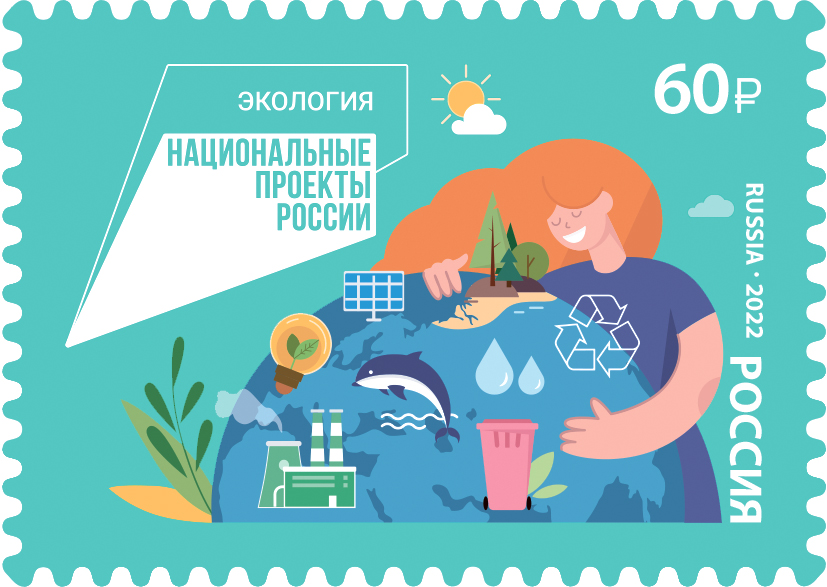 ЭКОЛОГИЯ
НАЦИОНАЛЬНЫЕ
ПРОЕКТЫ
РОССИИ
60₽
RUSSIA · 2022
РОССИЯ